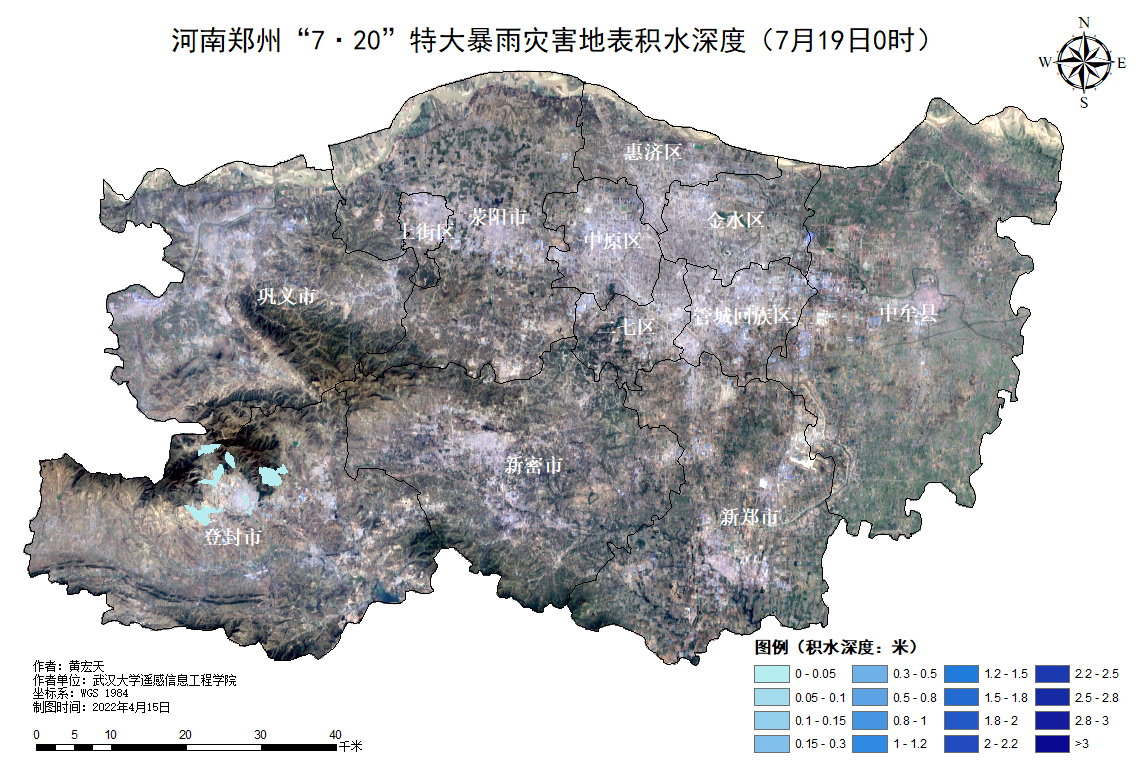 河南郑州“7·20”特大暴雨灾害地表积水深度（7月19日0时）
N
W E
S
惠济区
上街区 荥阳市 中原区 金水区
巩义市 二七区 管城回族区 中牟县
新密市
登封市 新郑市
图例（积水深度：米）
0 - 0.05 0.3 - 0.5 1.2 - 1.5 2.2 - 2.5
0.05 - 0.1 0.5 - 0.8 1.5 - 1.8 2.5 - 2.8
0.1 - 0.15 0.8 - 1 1.8 - 2 2.8 - 3
0.15 - 0.3 1 - 1.2 2 - 2.2 >3
作者：黄宏天
作者单位：武汉大学遥感信息工程学院
坐标系：WGS 1984
制图时间：2022年4月15日
0 5 10 20 30 40
千米